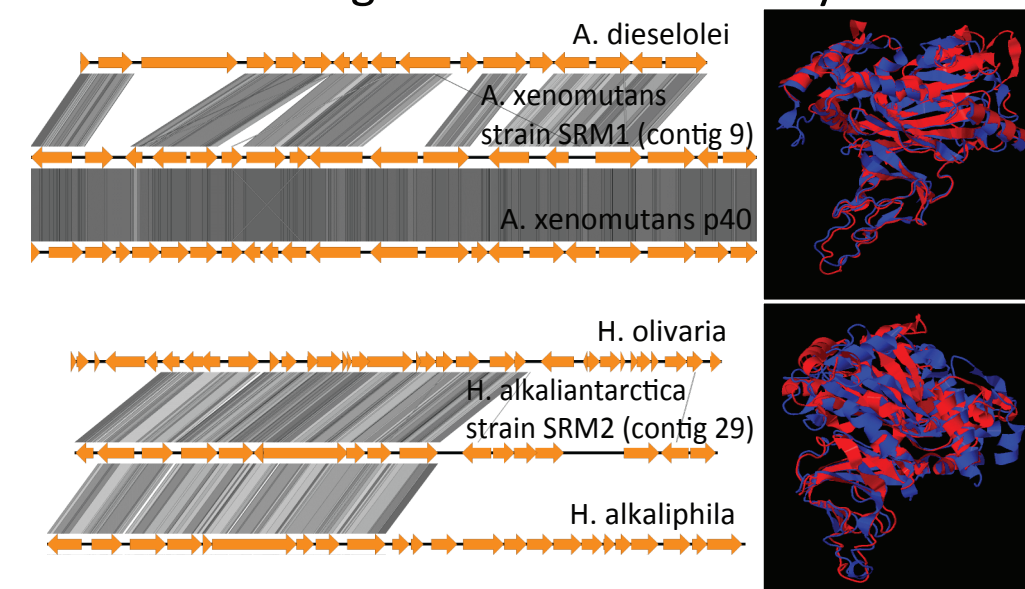 A. dieselolei
A. xenomutans
strain SRM1 (contig 9)
A. xenomutans p40
H. olivaria
H. alkaliantarctica
strain SRM2 (contig 29)
H. alkaliphila